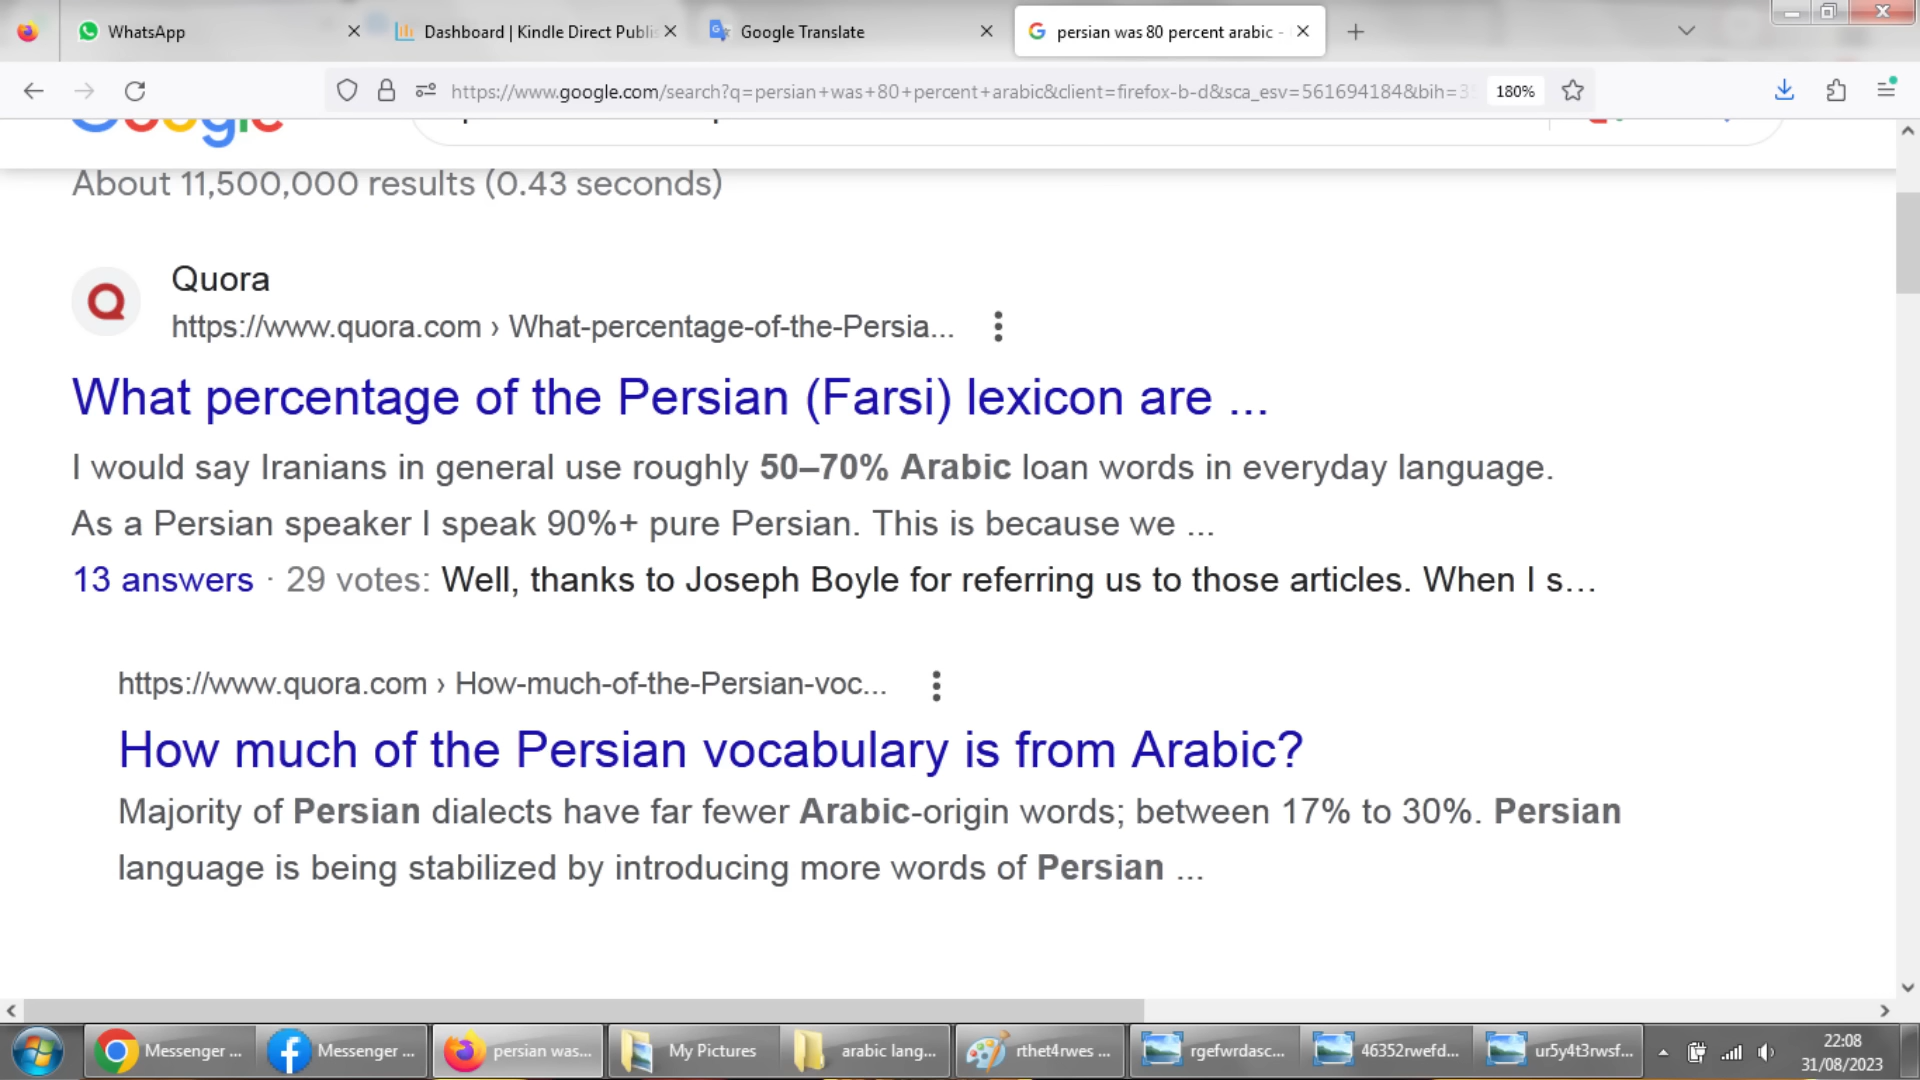 WhatsApp
Dashboard | Kindle Direct Publis
Google Translate
persian was 80 percent arabic -
https://www.google.com/search?q=persian+was+80+percent+arabic&client=firefox-b-d&sca_esv=561694184&bih=3
180%
Google
About 11,500,000 results (0.43 seconds)
Quora
https://www.quora.com › What-percentage-of-the-Persia...
What percentage of the Persian (Farsi) lexicon are ...
I would say Iranians in general use roughly 50–70% Arabic loan words in everyday language.
As a Persian speaker I speak 90%+ pure Persian. This is because we ...
13 answers · 29 votes: Well, thanks to Joseph Boyle for referring us to those articles. When I s...
https://www.quora.com › How-much-of-the-Persian-voc...
How much of the Persian vocabulary is from Arabic?
Majority of Persian dialects have far fewer Arabic-origin words; between 17% to 30%. Persian
language is being stabilized by introducing more words of Persian ...
Messenger ...
Messenger ...
persian was...
My Pictures
arabic lang...
rthet4rwes ...
rgefwrdasc...
46352rwefd...
ur5y4t3rwsf...
22:08
31/08/2023